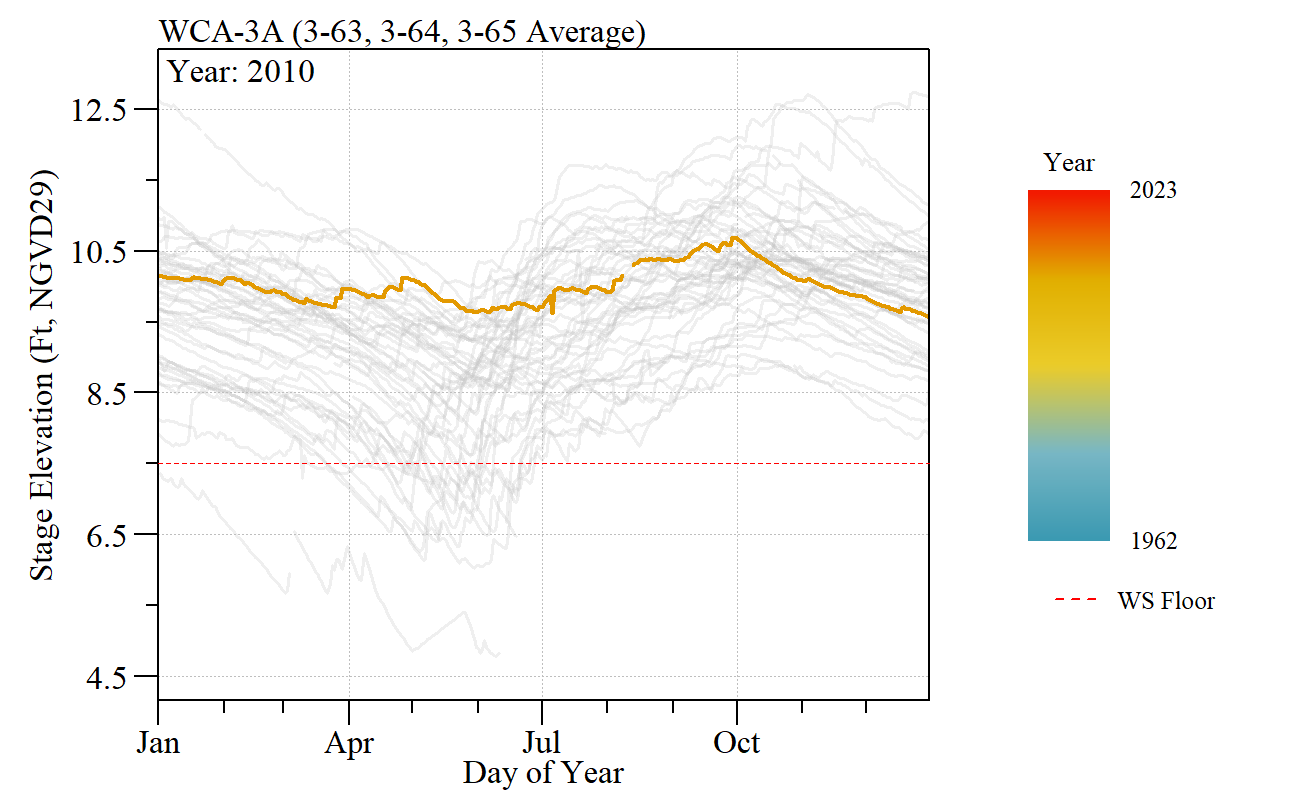 WCA-3A (3-63, 3-64, 3-65 Average)
Year: 2010
12.5
10.5
8.5
6.5
4.5
Stage Elevation (Ft, NGVD29)
Jan Apr Jul Oct
Day of Year
Year
2023
1962
WS Floor